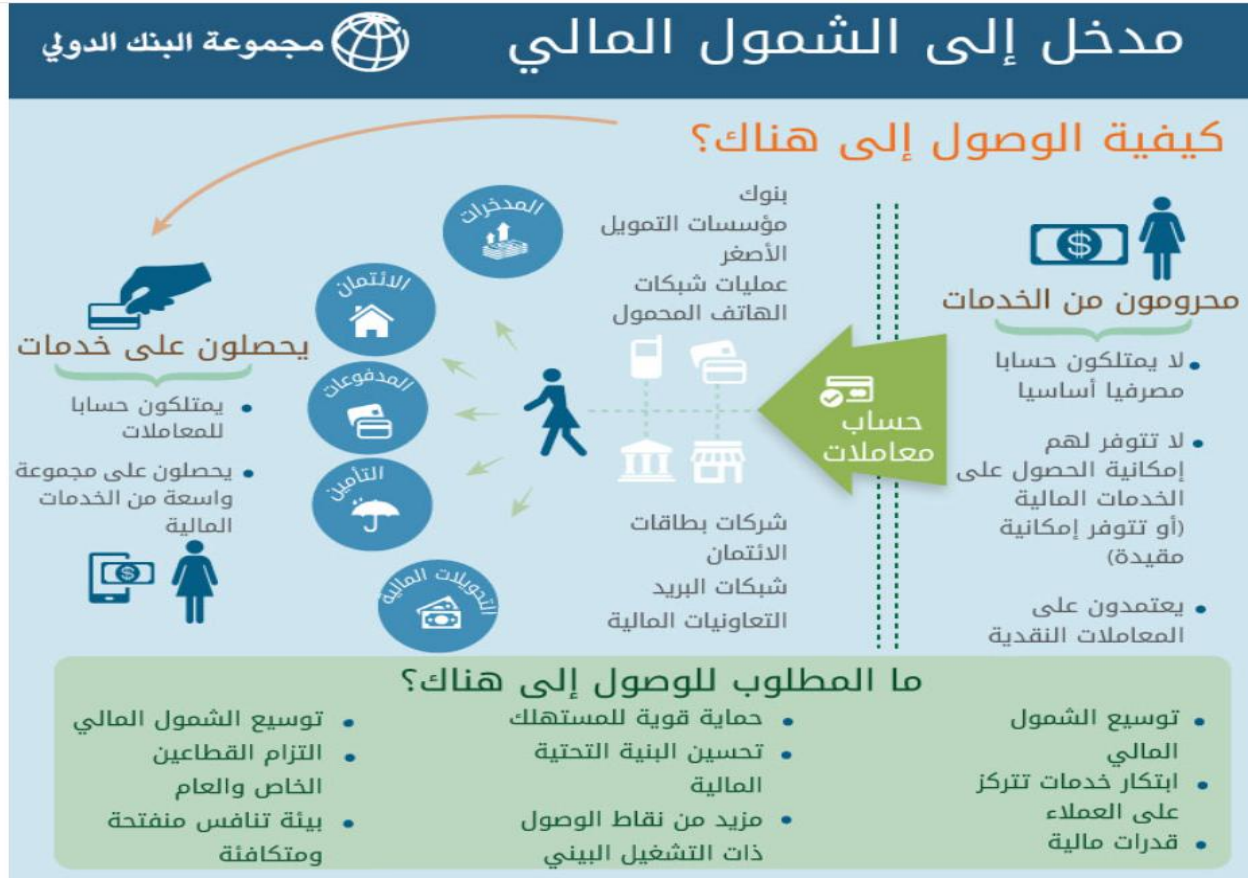 مدخل إلى الشمول المالي
مجموعة البنك الدولي
كيفية الوصول إلى هناك؟
محرومون من الخدمات
لا يمتلكون حسابا
مصرفيا أساسيا
لا تتوفر لهم
إمكانية الحصول على
الخدمات المالية
(أو تتوفر إمكانية
مقيدة)
يعتمدون على
المعاملات النقدية
حساب
معاملات
بنوك
مؤسسات التمويل
الأصغر
عمليات شبكات
الهاتف المحمول
شركات بطاقات
الائتمان
شبكات البريد
التعاونيات المالية
المدخرات
الائتمان
المدفوعات
التأمين
التحويلات المالية
يحصلون على خدمات
يمتلكون حسابا
للمعاملات
يحصلون على مجموعة
واسعة من الخدمات
المالية
ما المطلوب للوصول إلى هناك؟
توسيع الشمول
المالي
ابتكار خدمات تتركز
على العملاء
قدرات مالية
حماية قوية للمستهلك
تحسين البنية التحتية
المالية
مزيد من نقاط الوصول
ذات التشغيل البيني
توسيع الشمول المالي
التزام القطاعين
الخاص والعام
بيئة تنافس منفتحة
ومتكافئة